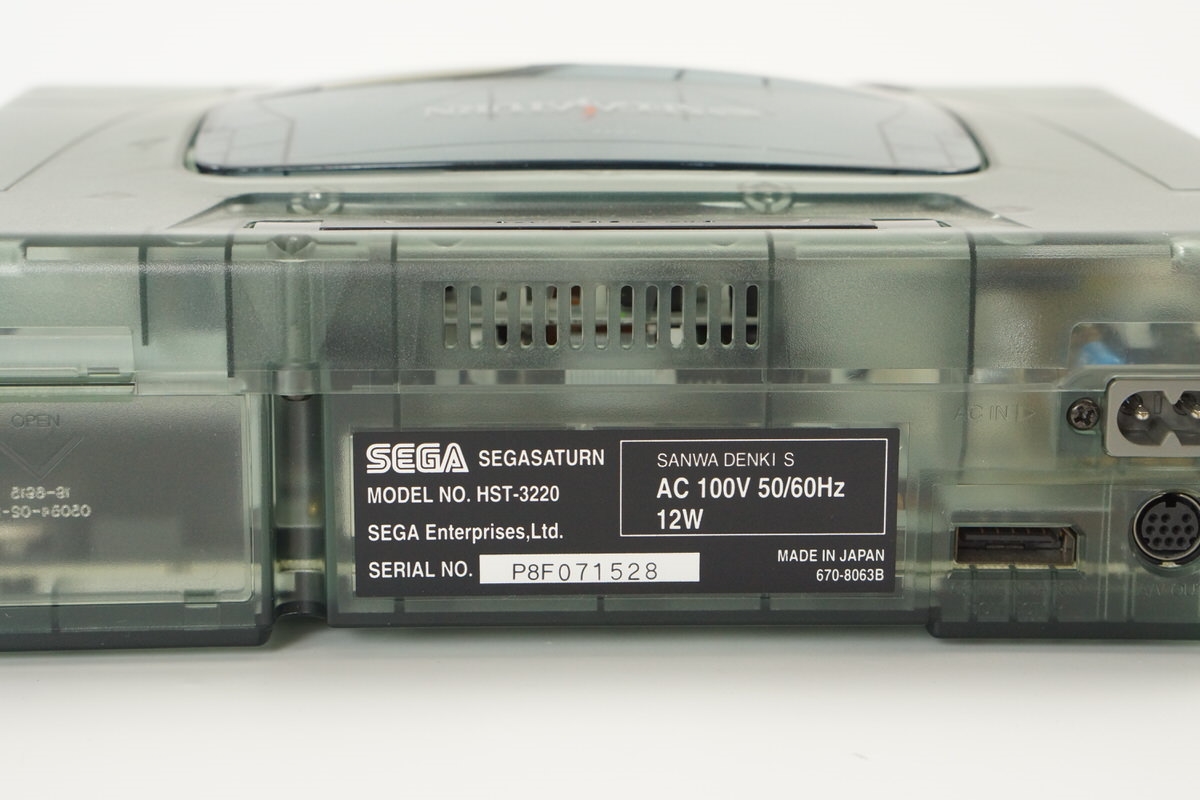 OPEN
AC IN
SEGA SEGASATURN
MODEL NO. HST-3220
SEGA Enterprises,Ltd.
SERIAL NO. P8F071528
SANWA DENKI S
AC 100V 50/60Hz
12W
MADE IN JAPAN
670-8063B